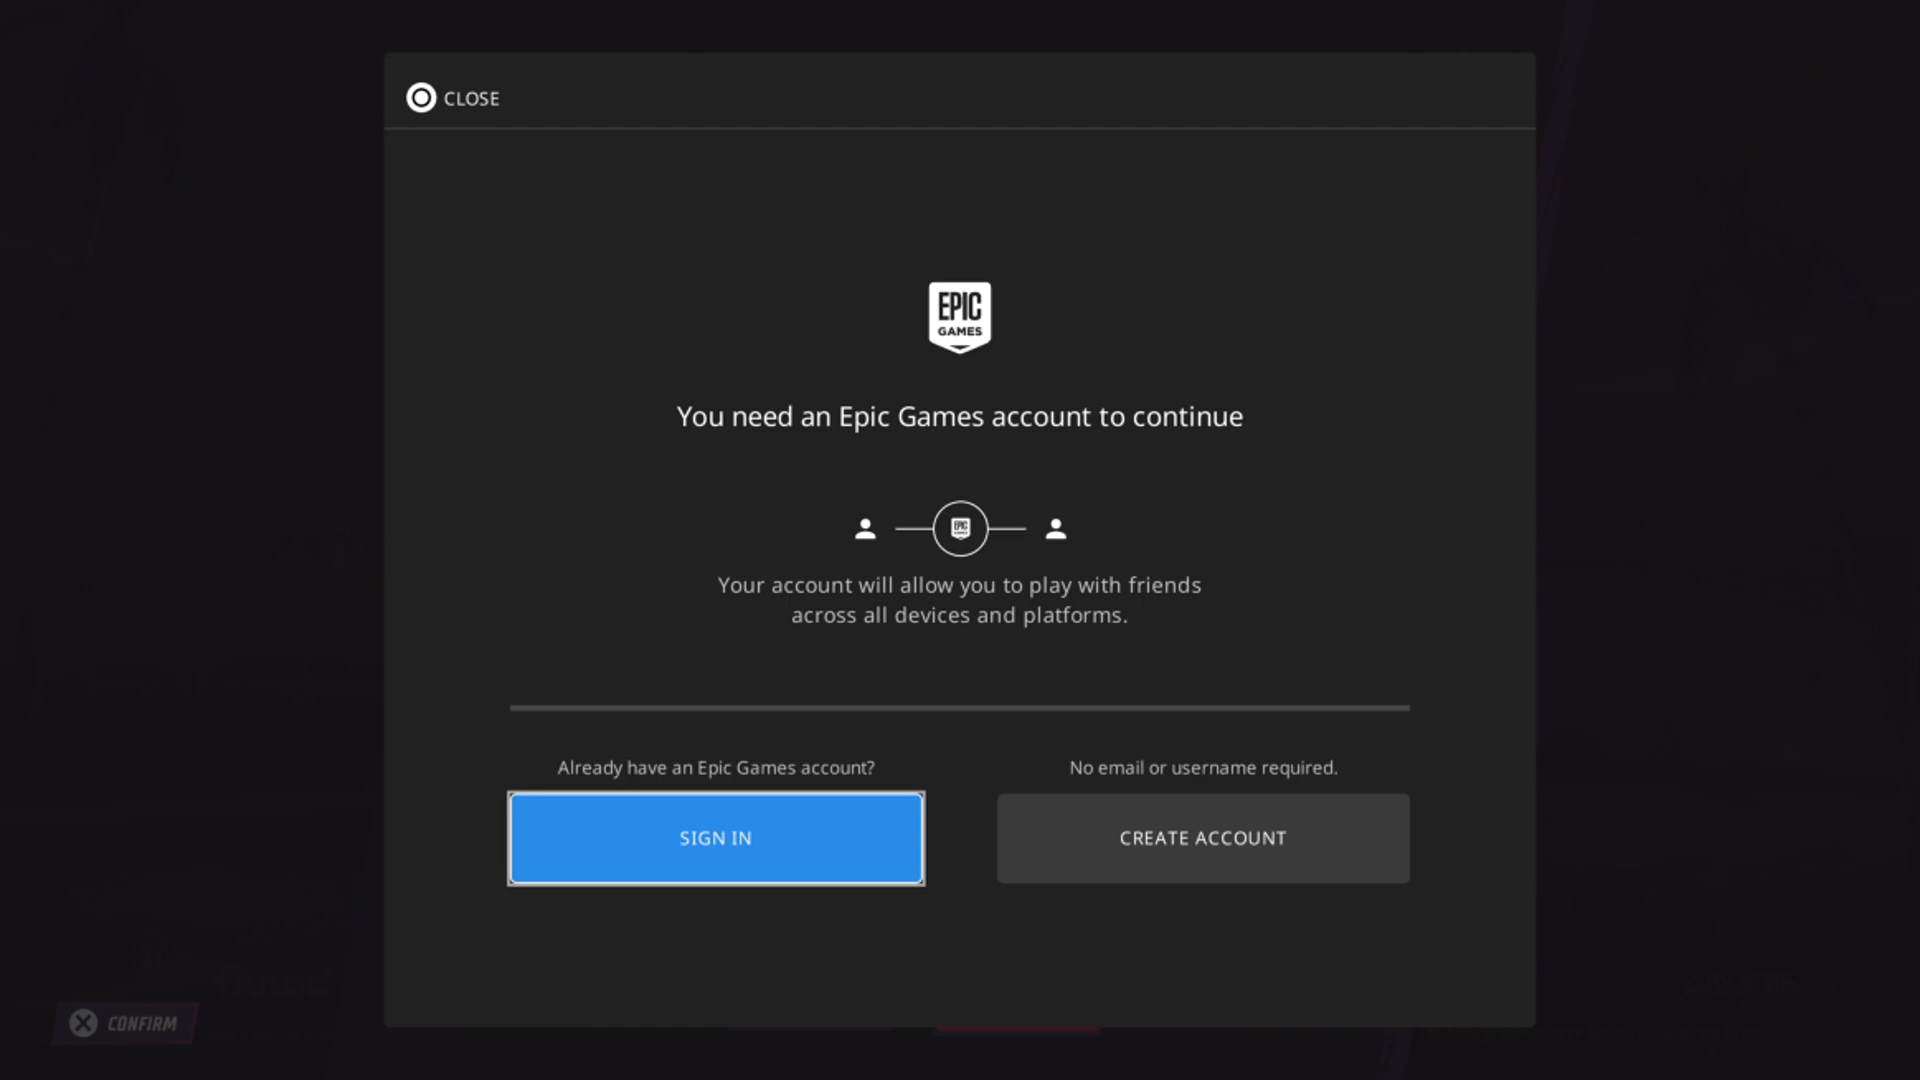 CLOSE
EPIC
GAMES
You need an Epic Games account to continue
EPIC
GAMES
Your account will allow you to play with friends
across all devices and platforms.
Already have an Epic Games account?
No email or username required.
SIGN IN
CREATE ACCOUNT
CONFIRM